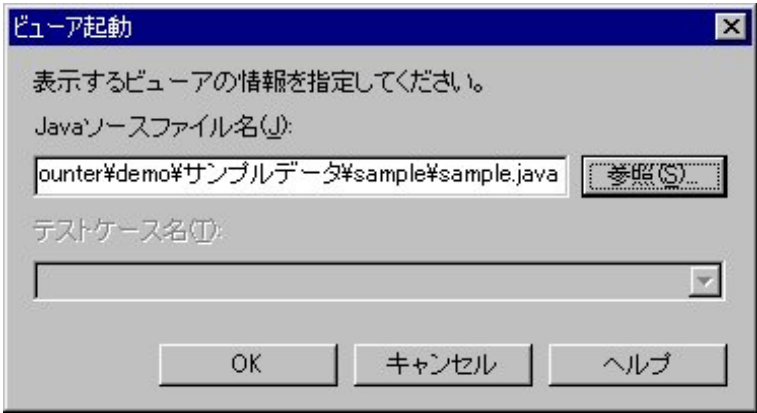 ビューア起動
表示するビューアの情報を指定してください。
Javaソースファイル名(J):
ounter¥demo¥サンプルデータ¥sample¥sample.java 参照(S)...
テストケース名(T):
OK キャンセル ヘルプ